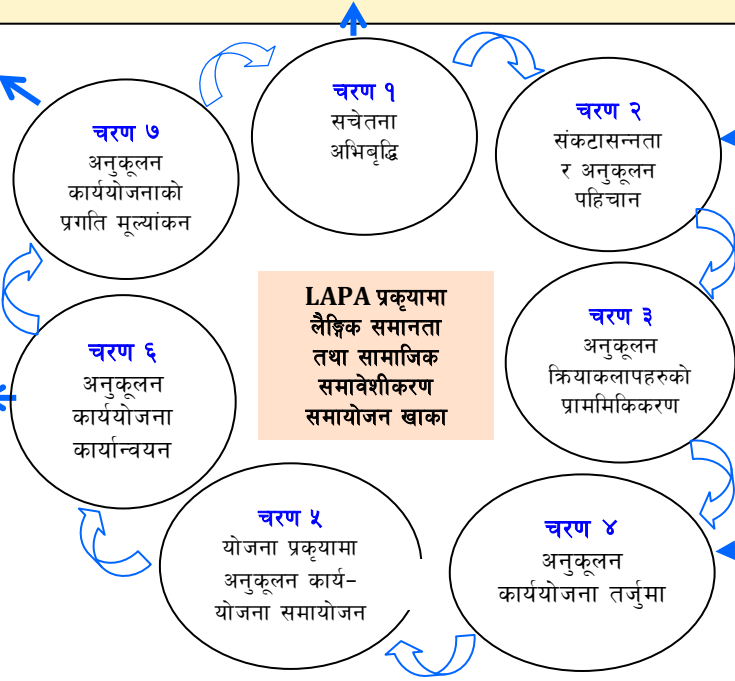 चरण १
सचेतना
अभिबृद्धि
चरण २
संकटासन्नता
र अनुकूलन
पहिचान
चरण ३
अनुकूलन
क्रियाकलापहरुको
प्राममिकिकरण
चरण ४
अनुकूलन
कार्ययोजना तर्जुमा
चरण ५
योजना प्रकृयामा
अनुकूलन कार्य-
योजना समायोजन
चरण ६
अनुकूलन
कार्ययोजना
कार्यान्वयन
चरण ७
अनुकूलन
कार्ययोजनाको
प्रगति मूल्यांकन
LAPA प्रकृयामा
लैङ्गिक समानता
तथा सामाजिक
समावेशीकरण
समायोजन खाका